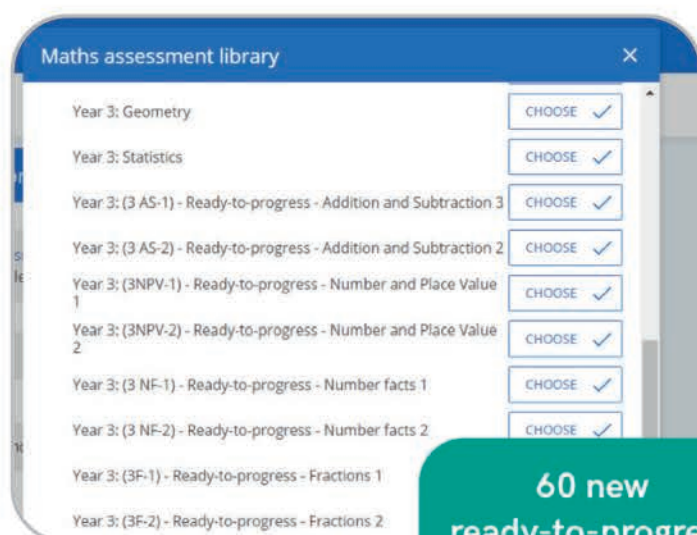 Maths assessment library ×
Year 3: Geometry CHOOSE
Year 3: Statistics CHOOSE
Year 3: (3 AS-1) - Ready-to-progress - Addition and Subtraction 3 CHOOSE
Year 3: (3 AS-2) - Ready-to-progress - Addition and Subtraction 2 CHOOSE
Year 3: (3NPV-1) - Ready-to-progress - Number and Place Value
1 CHOOSE
Year 3: (3NPV-2) - Ready-to-progress - Number and Place Value
2 CHOOSE
Year 3: (3 NF-1) - Ready-to-progress - Number facts 1 CHOOSE
Year 3: (3 NF-2) - Ready-to-progress - Number facts 2 CHOOSE
Year 3: (3F-1) - Ready-to-progress - Fractions 1
Year 3: (3F-2) - Ready-to-progress - Fractions 2
60 new